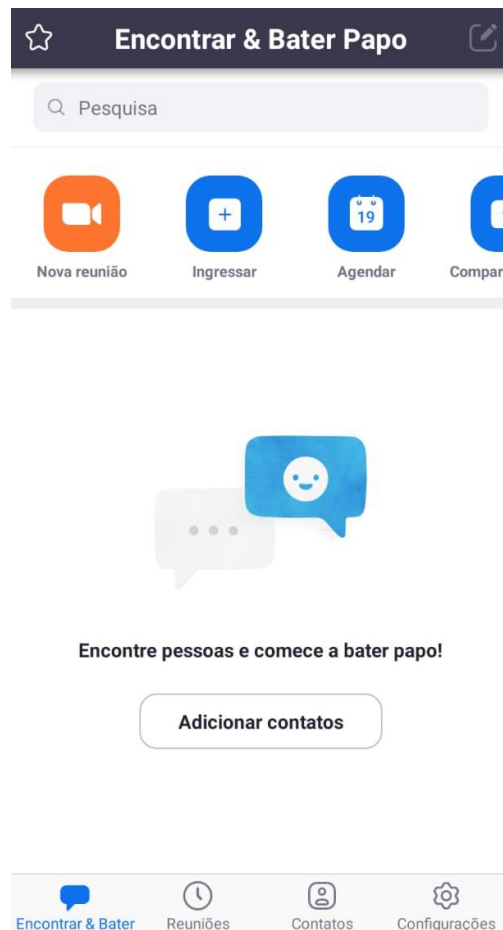 Encontrar & Bater Papo
Pesquisa
19
Nova reunião
Ingressar
Agendar
Compar
Encontre pessoas e comece a bater papo!
Adicionar contatos
Encontrar & Bater
Reuniões
Contatos
Configurações